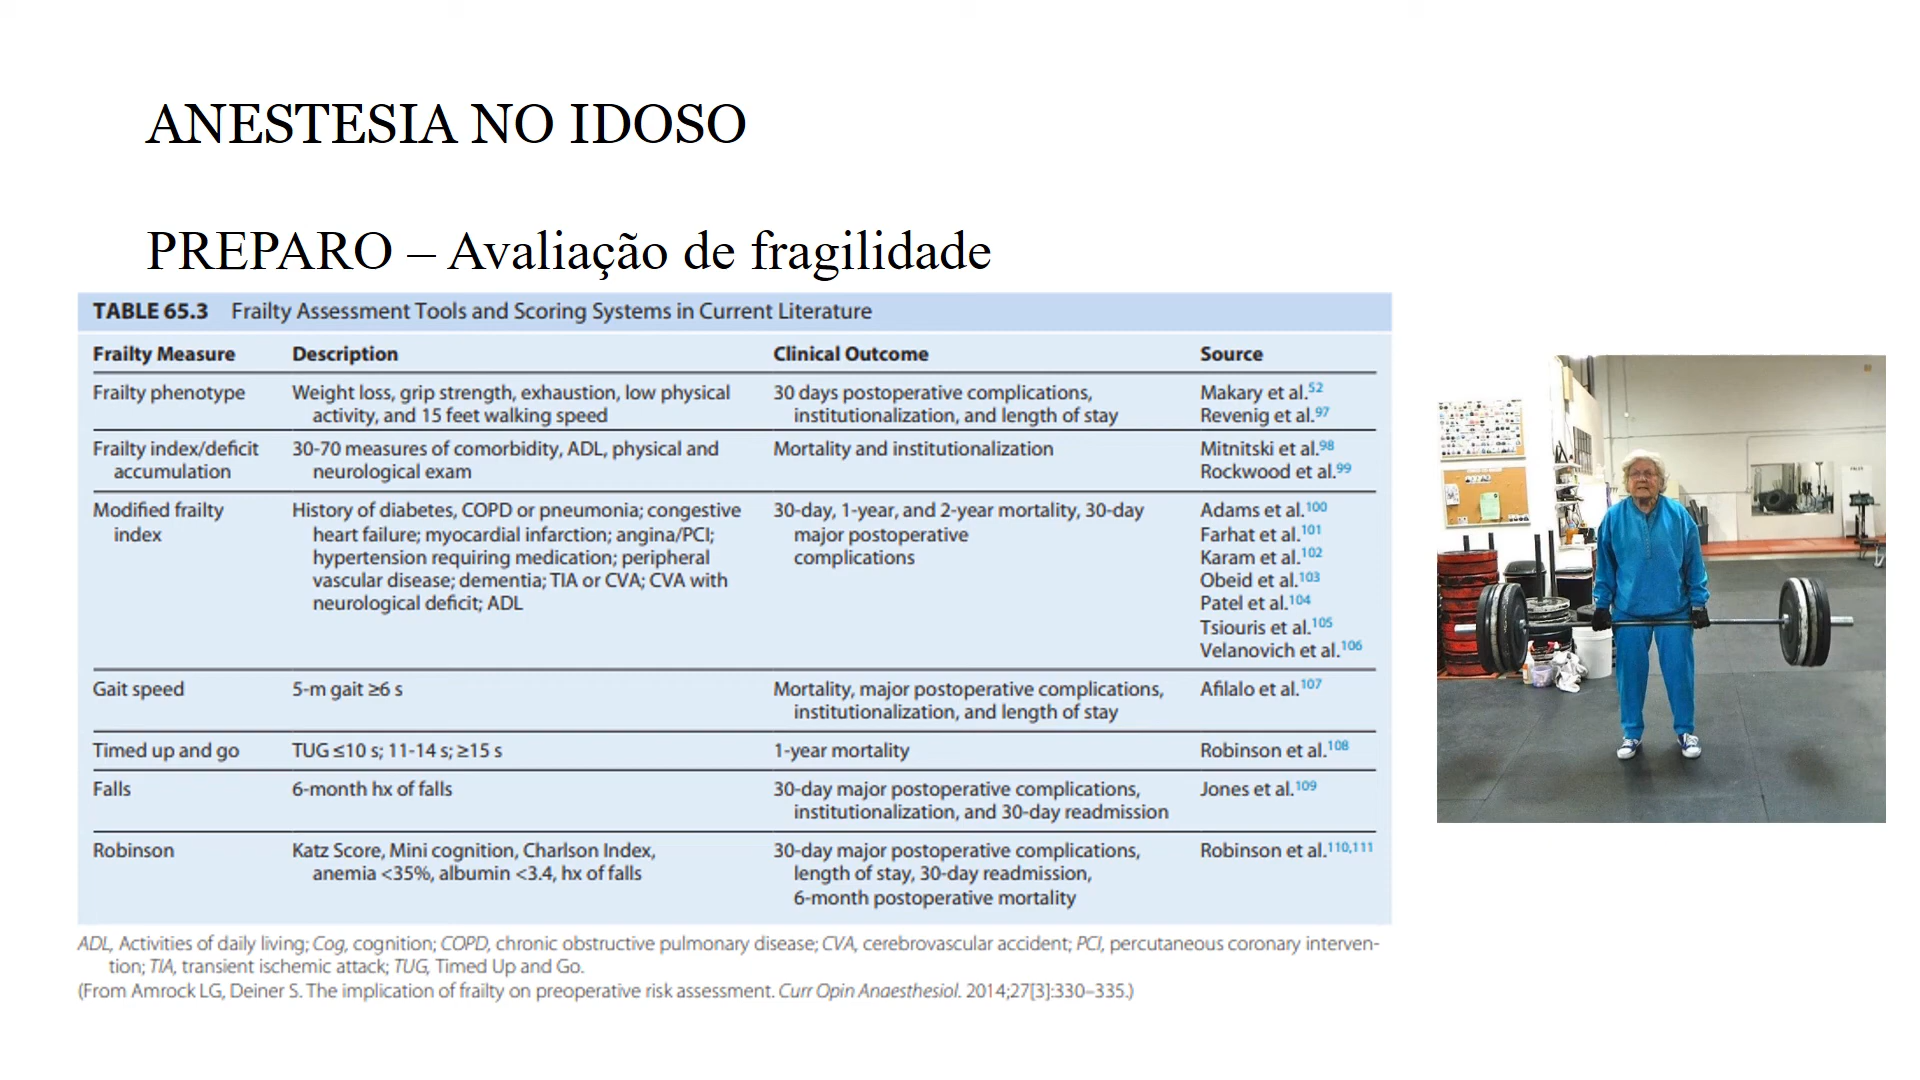 ANESTESIA NO IDOSO
PREPARO – Avaliação de fragilidade
TABLE 65.3 Frailty Assessment Tools and Scoring Systems in Current Literature
Frailty Measure Description Clinical Outcome Source
Frailty phenotype Weight loss, grip strength, exhaustion, low physical 30 days postoperative complications, Makary et al.52
activity, and 15 feet walking speed institutionalization, and length of stay Revenig et al.97
Frailty index/deficit 30-70 measures of comorbidity, ADL, physical and Mortality and institutionalization Mitnitski et al.98
accumulation neurological exam Rockwood et al.99
Modified frailty History of diabetes, COPD or pneumonia; congestive 30-day, 1-year, and 2-year mortality, 30-day Adams et al.100
index heart failure; myocardial infarction; angina/PCI; major postoperative Farhat et al.101
hypertension requiring medication; peripheral complications Karam et al.102
vascular disease; dementia; TIA or CVA; CVA with Obeid et al.103
neurological deficit; ADL Patel et al.104
Tsiouris et al.105
Velanovich et al.106
Gait speed 5-m gait ≥6 s Mortality, major postoperative complications, Afilalo et al.107
institutionalization, and length of stay
Timed up and go TUG ≤10 s; 11-14 s; ≥15 s 1-year mortality Robinson et al.108
Falls 6-month hx of falls 30-day major postoperative complications, Jones et al.109
institutionalization, and 30-day readmission
Robinson Katz Score, Mini cognition, Charlson Index, 30-day major postoperative complications, Robinson et al.110,111
anemia <35%, albumin <3.4, hx of falls length of stay, 30-day readmission,
6-month postoperative mortality
ADL, Activities of daily living; Cog, cognition; COPD, chronic obstructive pulmonary disease; CVA, cerebrovascular accident; PCI, percutaneous coronary interven-
tion; TIA, transient ischemic attack; TUG, Timed Up and Go.
(From Amrock LG, Deiner S. The implication of frailty on preoperative risk assessment. Curr Opin Anaesthesiol. 2014;27[3]:330–335.)